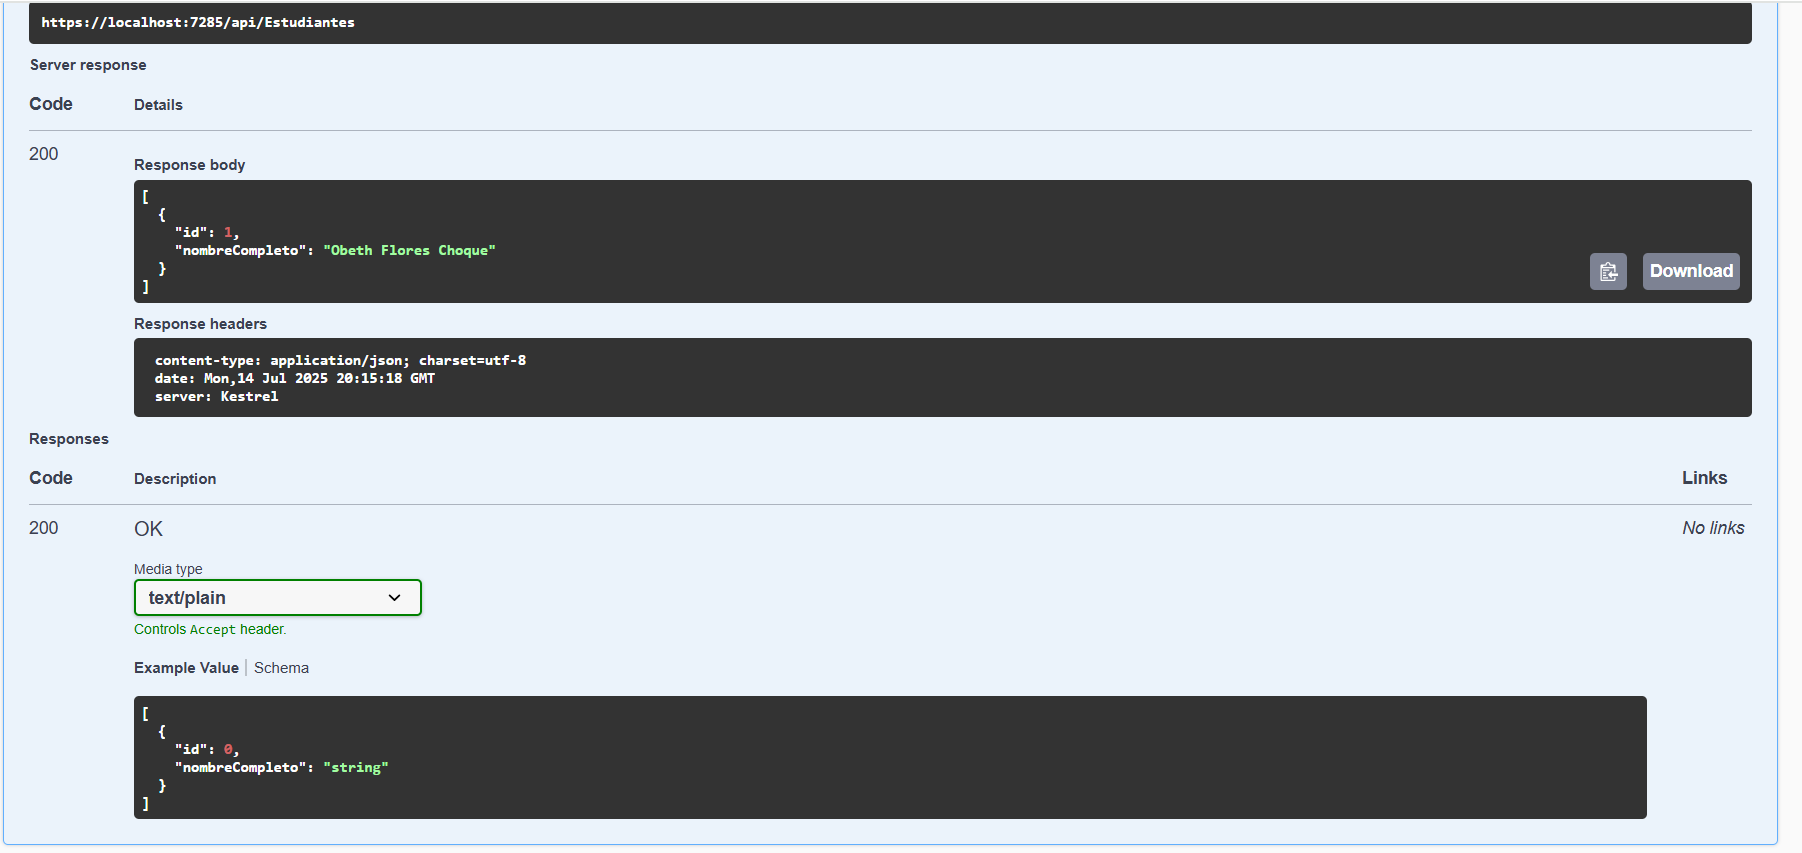 https://localhost:7285/api/Estudiantes
Server response
Code Details
200
Response body
[
  {
    "id": 1,
    "nombreCompleto": "Obeth Flores Choque"
  }
]
Download
Response headers
content-type: application/json; charset=utf-8
date: Mon,14 Jul 2025 20:15:18 GMT
server: Kestrel
Responses
Code Description Links
200 OK No links
Media type
text/plain
Controls Accept header.
Example Value | Schema
[
  {
    "id": 0,
    "nombreCompleto": "string"
  }
]